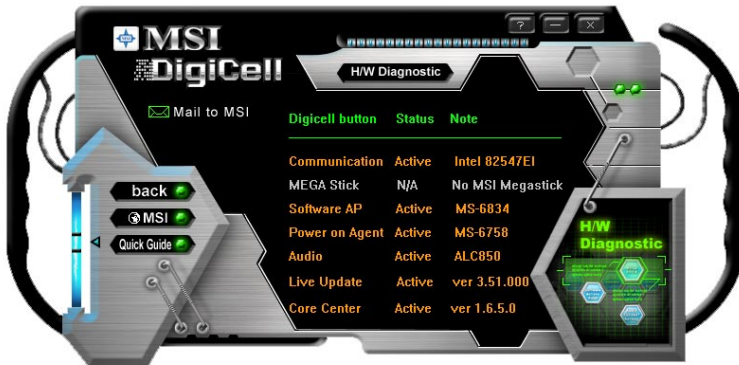 MSI
DigiCell
H/W Diagnostic
Mail to MSI
Digicell button Status Note
Communication Active Intel 82547EI
MEGA Stick N/A No MSI Megastick
Software AP Active MS-6834
Power on Agent Active MS-6758
Audio Active ALC850
Live Update Active ver 3.51.000
Core Center Active ver 1.6.5.0
back
MSI
Quick Guide
H/W
Diagnostic